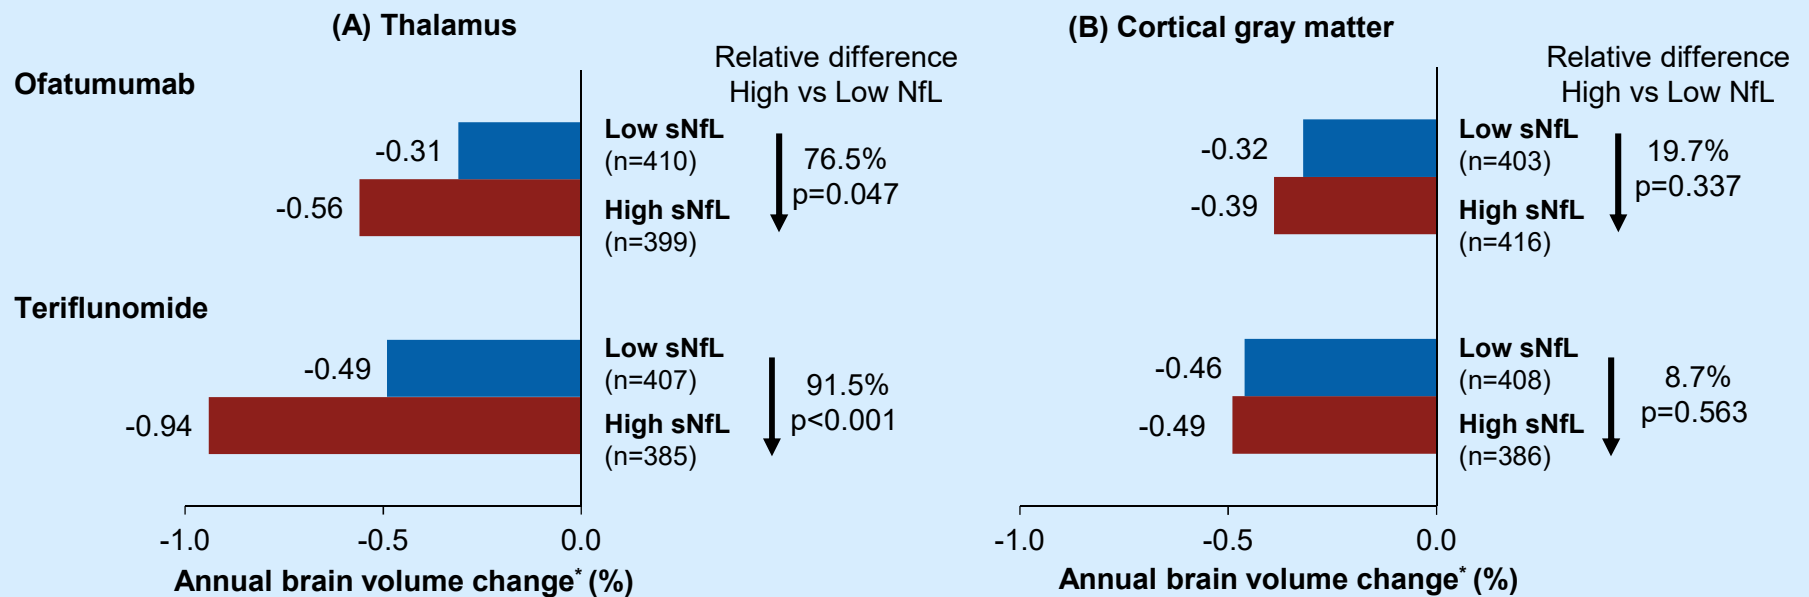 (A) Thalamus
Relative difference
High vs Low NfL
Ofatumumab
-0.31
Low sNfL
(n=410)
76.5%
p=0.047
-0.56
High sNfL
(n=399)
Teriflunomide
-0.49
Low sNfL
(n=407)
91.5%
p<0.001
-0.94
High sNfL
(n=385)
-1.0 -0.5 0.0
Annual brain volume change* (%)
(B) Cortical gray matter
Relative difference
High vs Low NfL
-0.32
Low sNfL
(n=403)
19.7%
p=0.337
-0.39
High sNfL
(n=416)
-0.46
Low sNfL
(n=408)
8.7%
p=0.563
-0.49
High sNfL
(n=386)
-1.0 -0.5 0.0
Annual brain volume change* (%)